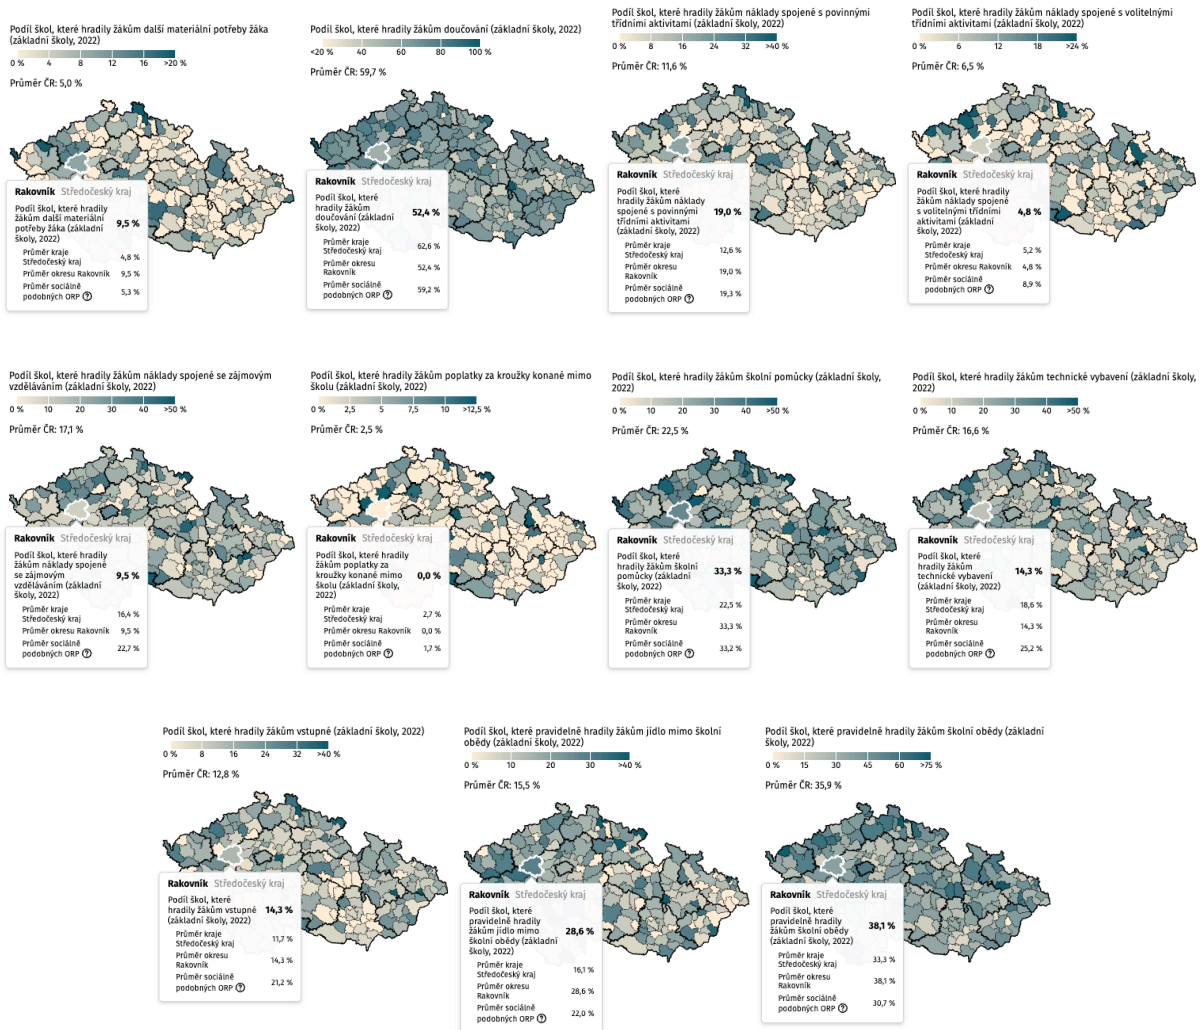 Podíl škol, které hradily žákům další materiální potřeby žáka
(základní školy, 2022)
0 % 4 8 12 16 >20 %
Průměr ČR: 5,0 %
Rakovník Středočeský kraj
Podíl škol, které hradily
žákům další materiální
potřeby žáka (základní
školy, 2022)
9,5 %
Průměr kraje
Středočeský kraj
4,8 %
Průměr okresu Rakovník 9,5 %
Průměr sociálně
podobných ORP ?
5,3 %
Podíl škol, které hradily žákům doučování (základní školy, 2022)
<20 % 40 60 80 100 %
Průměr ČR: 59,7 %
Rakovník Středočeský kraj
Podíl škol, které
hradily žákům
doučování (základní
školy, 2022)
52,4 %
Průměr kraje
Středočeský kraj
62,6 %
Průměr okresu
Rakovník
52,4 %
Průměr sociálně
podobných ORP ?
59,2 %
Podíl škol, které hradily žákům náklady spojené s povinnými
třídními aktivitami (základní školy, 2022)
0 % 8 16 24 32 >40 %
Průměr ČR: 11,6 %
Rakovník Středočeský kraj
Podíl škol, které
hradily žákům náklady
spojené s povinnými
třídními aktivitami
(základní školy, 2022)
19,0 %
Průměr kraje
Středočeský kraj
12,6 %
Průměr okresu
Rakovník
19,0 %
Průměr sociálně
podobných ORP ?
19,3 %
Podíl škol, které hradily žákům náklady spojené s volitelnými
třídními aktivitami (základní školy, 2022)
0 % 6 12 18 >24 %
Průměr ČR: 6,5 %
Rakovník Středočeský kraj
Podíl škol, které
hradily žákům náklady
spojené
s volitelnými třídními
aktivitami (základní
školy, 2022)
4,8 %
Průměr kraje
Středočeský kraj
5,2 %
Průměr okresu Rakovník 4,8 %
Průměr sociálně
podobných ORP ?
8,9 %
Podíl škol, které hradily žákům náklady spojené se zájmovým
vzděláváním (základní školy, 2022)
0 % 10 20 30 40 >50 %
Průměr ČR: 17,1 %
Rakovník Středočeský kraj
Podíl škol, které hradily
žákům náklady spojené
se zájmovým
vzděláváním (základní
školy, 2022)
9,5 %
Průměr kraje
Středočeský kraj
16,4 %
Průměr okresu Rakovník 9,5 %
Průměr sociálně
podobných ORP ?
22,7 %
Podíl škol, které hradily žákům poplatky za kroužky konané mimo
školu (základní školy, 2022)
0 % 2,5 5 7,5 10 >12,5 %
Průměr ČR: 2,5 %
Rakovník Středočeský kraj
Podíl škol, které hradily
žákům poplatky za
kroužky konané mimo
školu (základní školy,
2022)
0,0 %
Průměr kraje
Středočeský kraj
2,7 %
Průměr okresu Rakovník 0,0 %
Průměr sociálně
podobných ORP ?
1,7 %
Podíl škol, které hradily žákům školní pomůcky (základní školy,
2022)
0 % 10 20 30 40 >50 %
Průměr ČR: 22,5 %
Rakovník Středočeský kraj
Podíl škol, které
hradily žákům školní
pomůcky (základní
školy, 2022)
33,3 %
Průměr kraje
Středočeský kraj
22,5 %
Průměr okresu
Rakovník
33,3 %
Průměr sociálně
podobných ORP ?
33,2 %
Podíl škol, které hradily žákům technické vybavení (základní školy,
2022)
0 % 10 20 30 40 >50 %
Průměr ČR: 16,6 %
Rakovník Středočeský kraj
Podíl škol, které
hradily žákům
technické vybavení
(základní školy, 2022)
14,3 %
Průměr kraje
Středočeský kraj
18,6 %
Průměr okresu
Rakovník
14,3 %
Průměr sociálně
podobných ORP ?
25,2 %
Podíl škol, které hradily žákům vstupné (základní školy, 2022)
0 % 8 16 24 32 >40 %
Průměr ČR: 12,8 %
Rakovník Středočeský kraj
Podíl škol, které
hradily žákům vstupné
(základní školy, 2022)
14,3 %
Průměr kraje
Středočeský kraj
11,7 %
Průměr okresu
Rakovník
14,3 %
Průměr sociálně
podobných ORP ?
21,2 %
Podíl škol, které pravidelně hradily žákům jídlo mimo školní
obědy (základní školy, 2022)
0 % 10 20 30 >40 %
Průměr ČR: 15,5 %
Rakovník Středočeský kraj
Podíl škol, které
pravidelně hradily
žákům jídlo mimo
školní obědy (základní
školy, 2022)
28,6 %
Průměr kraje
Středočeský kraj
16,1 %
Průměr okresu
Rakovník
28,6 %
Průměr sociálně
podobných ORP ?
22,0 %
Podíl škol, které pravidelně hradily žákům školní obědy (základní
školy, 2022)
0 % 15 30 45 60 >75 %
Průměr ČR: 35,9 %
Rakovník Středočeský kraj
Podíl škol, které
pravidelně hradily
žákům školní obědy
(základní školy, 2022)
38,1 %
Průměr kraje
Středočeský kraj
33,3 %
Průměr okresu
Rakovník
38,1 %
Průměr sociálně
podobných ORP ?
30,7 %